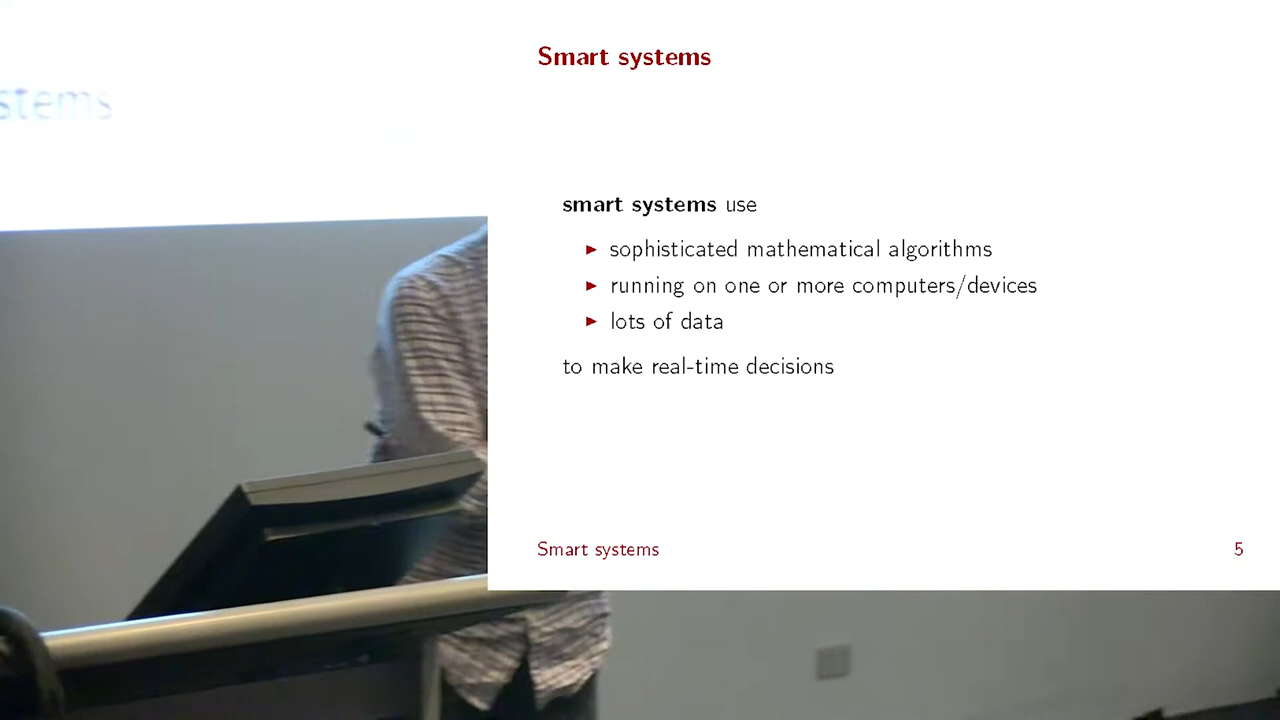 stems
Smart systems
smart systems use
sophisticated mathematical algorithms
running on one or more computers/devices
lots of data
to make real-time decisions
Smart systems
5